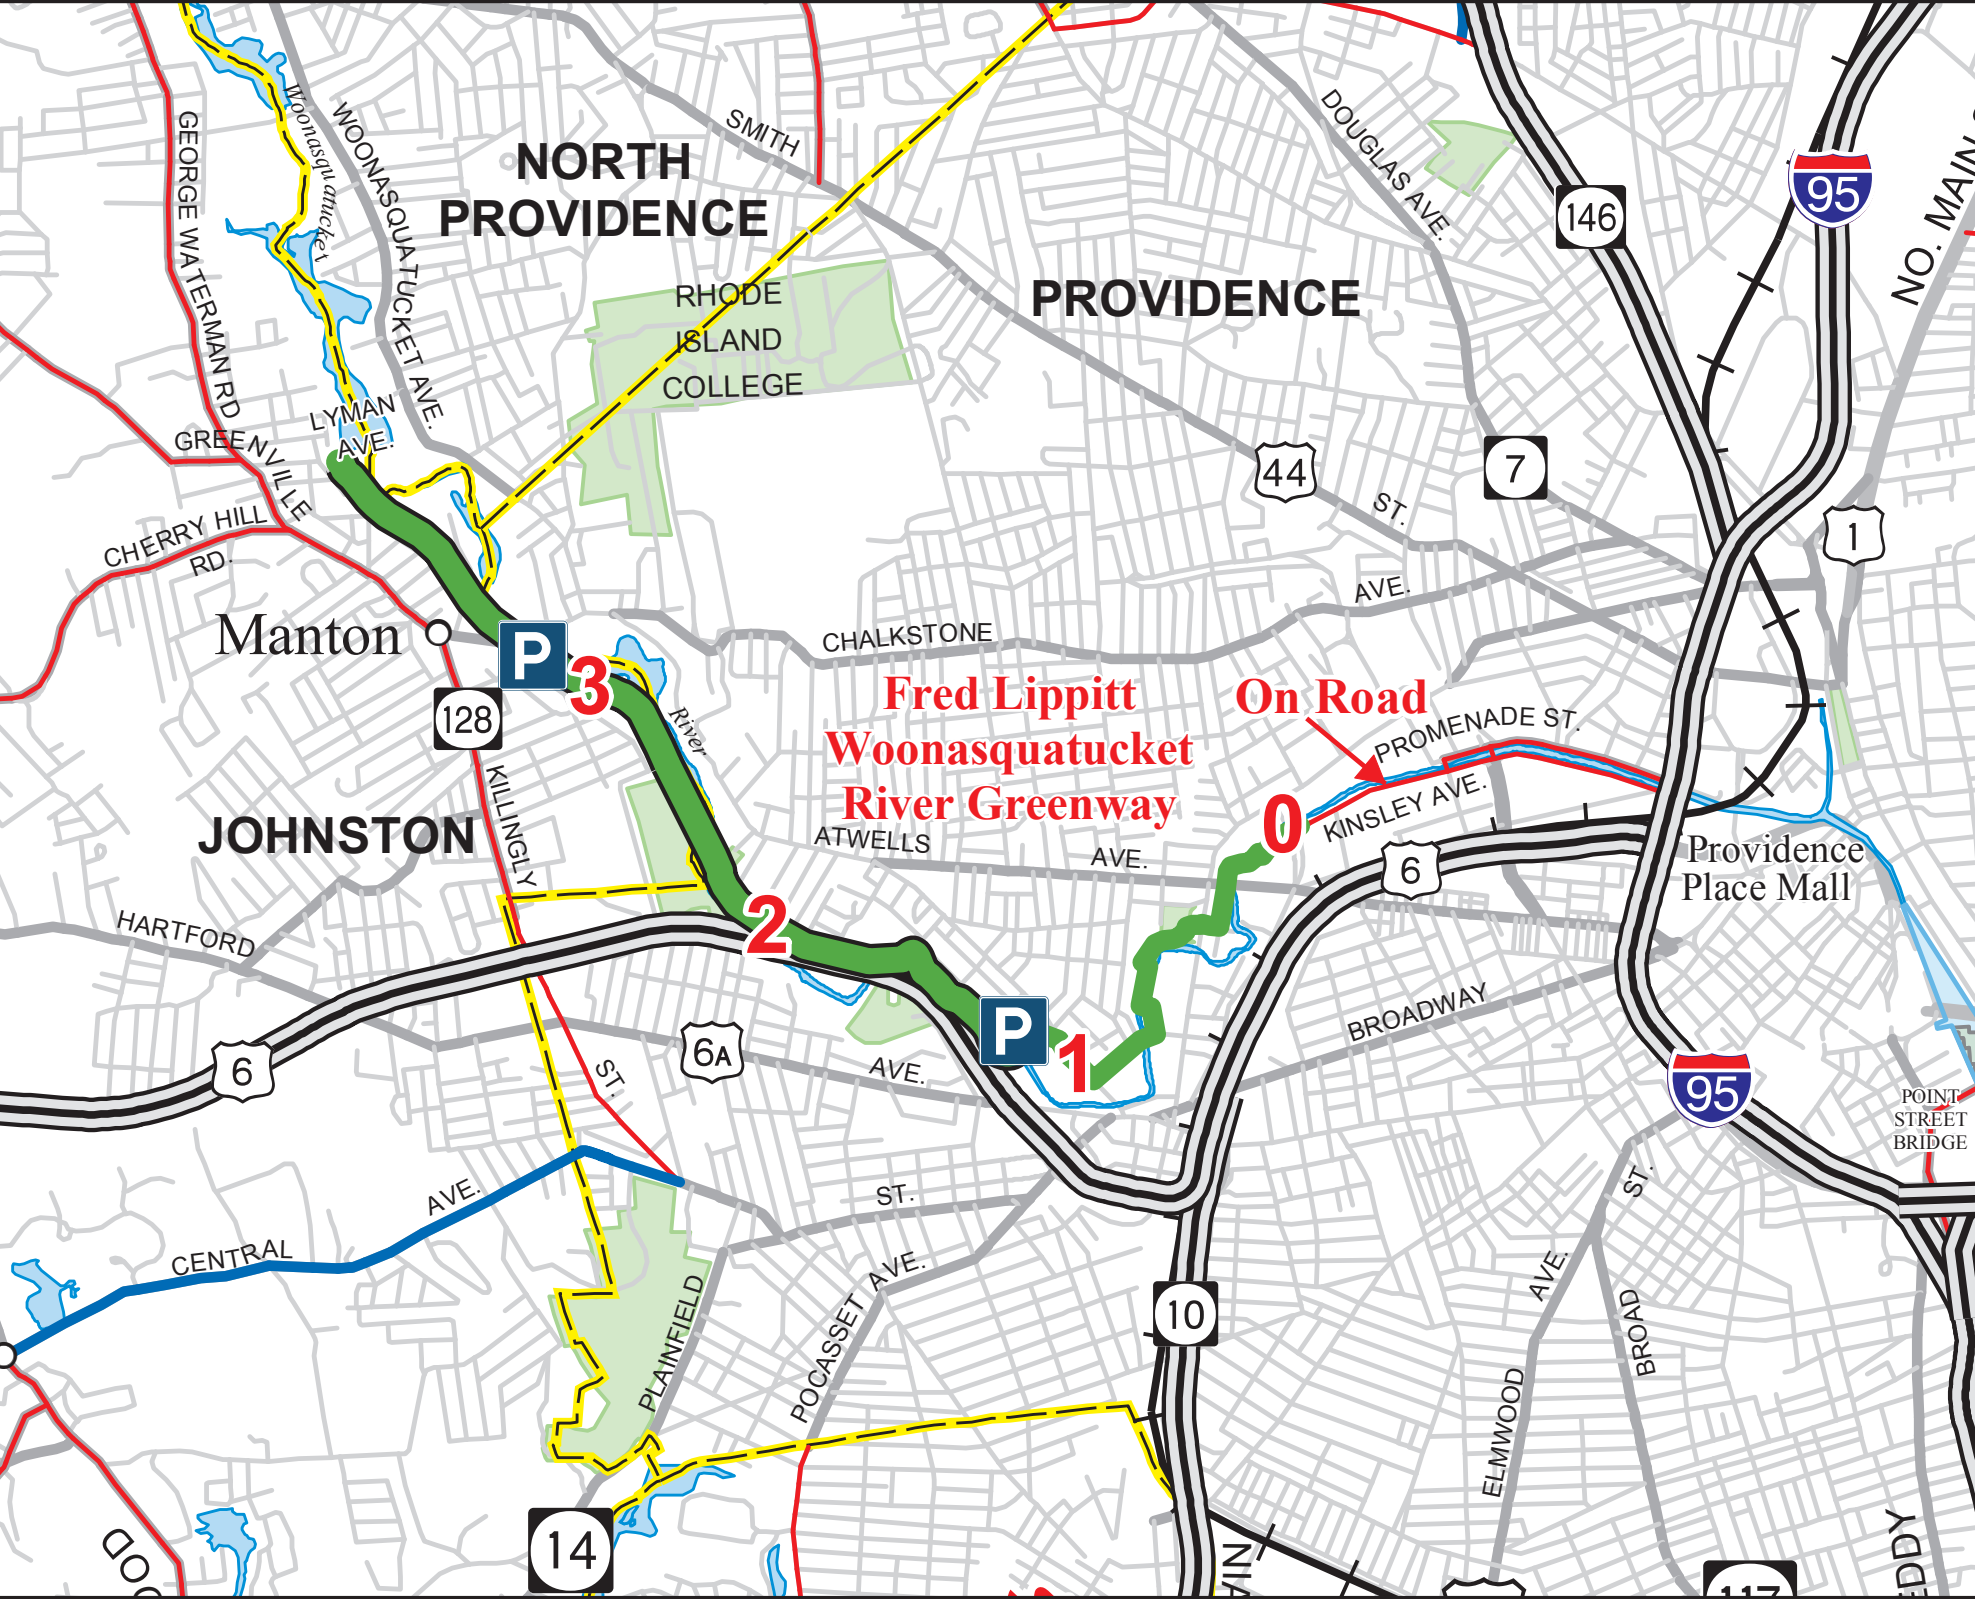 Woonasquatucket
WOONASQUATUCKET AVE.
GEORGE WATERMAN RD
SMITH
NORTH
PROVIDENCE
DOUGLAS AVE.
146
95
NO. MAIN
RHODE
ISLAND
COLLEGE
PROVIDENCE
LYMAN
AVE.
GREENVILLE
CHERRY HILL
RD.
44
ST.
7
1
AVE.
CHALKSTONE
Manton
P
3
128
River
Fred Lippitt
Woonasquatucket
River Greenway
On Road
PROMENADE ST.
KINSLEY AVE.
0
KILLINGLY
JOHNSTON
ATWELLS
AVE.
6
Providence
Place Mall
HARTFORD
2
BROADWAY
P
1
6
6A
AVE.
ST.
95
POINT
STREET
BRIDGE
AVE.
CENTRAL
ST.
ST.
AVE.
PLAINFIELD
POCASSET
AVE.
10
BROAD
ELMWOOD
14